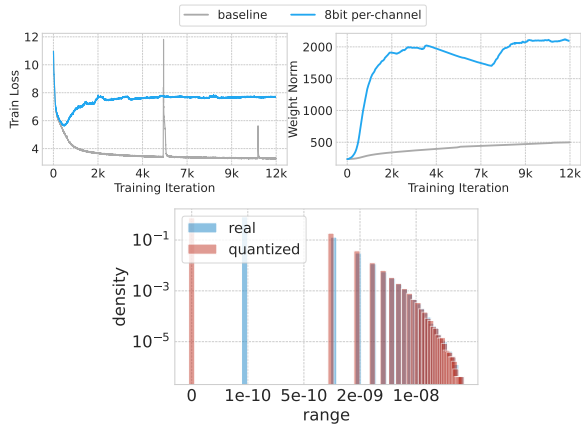 baseline 8bit per-channel
Train Loss
12
10
8
6
4
0 2k 4k 7k 9k 12k
Training Iteration
Weight Norm
2000
1500
1000
500
0 2k 4k 7k 9k 12k
Training Iteration
real
quantized
density
10⁻¹
10⁻³
10⁻⁵
0 1e-10 5e-10 2e-09 1e-08
range